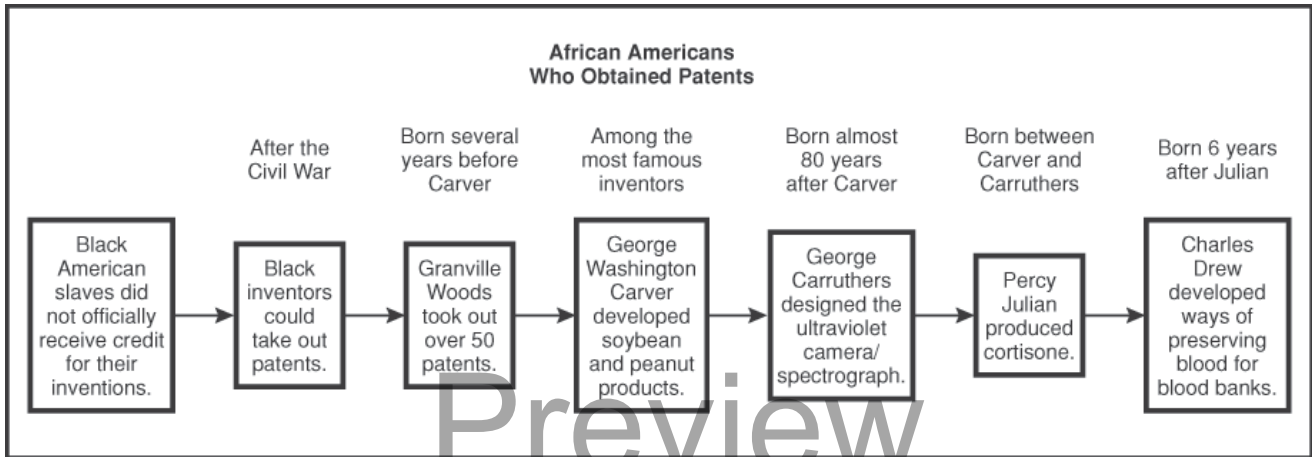 African Americans
Who Obtained Patents
After the
Civil War
Born several
years before
Carver
Among the
most famous
inventors
Born almost
80 years
after Carver
Born between
Carver and
Carruthers
Born 6 years
after Julian
Black
American
slaves did
not officially
receive credit
for their
inventions.
Black
inventors
could
take out
patents.
Granville
Woods
took out
over 50
patents.
George
Washington
Carver
developed
soybean
and peanut
products.
George
Carruthers
designed the
ultraviolet
camera/
spectrograph.
Percy
Julian
produced
cortisone.
Charles
Drew
developed
ways of
preserving
blood for
blood banks.
Preview